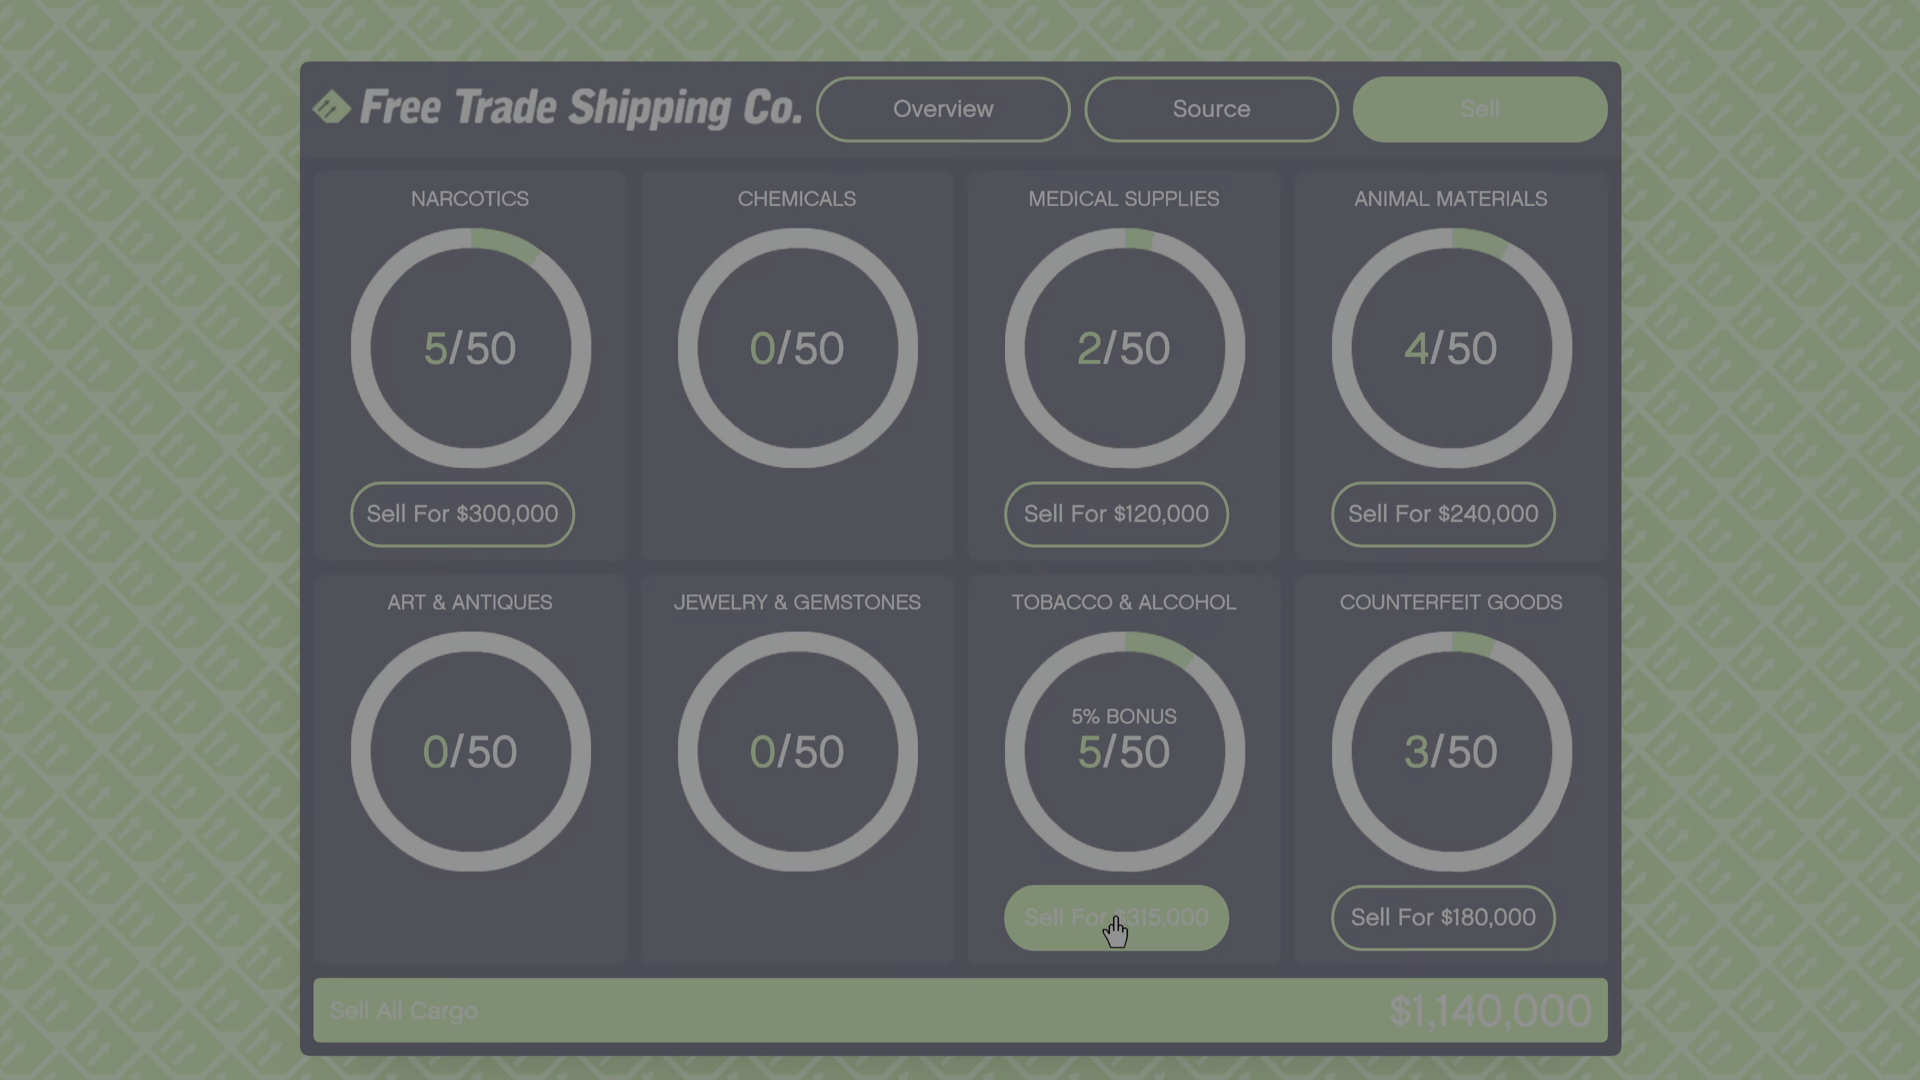 Free Trade Shipping Co.
Overview
Source
Sell
NARCOTICS
5/50
Sell For $300,000
CHEMICALS
0/50
MEDICAL SUPPLIES
2/50
Sell For $120,000
ANIMAL MATERIALS
4/50
Sell For $240,000
ART & ANTIQUES
0/50
JEWELRY & GEMSTONES
0/50
TOBACCO & ALCOHOL
5% BONUS
5/50
Sell For $315,000
COUNTERFEIT GOODS
3/50
Sell For $180,000
Sell All Cargo
$1,140,000